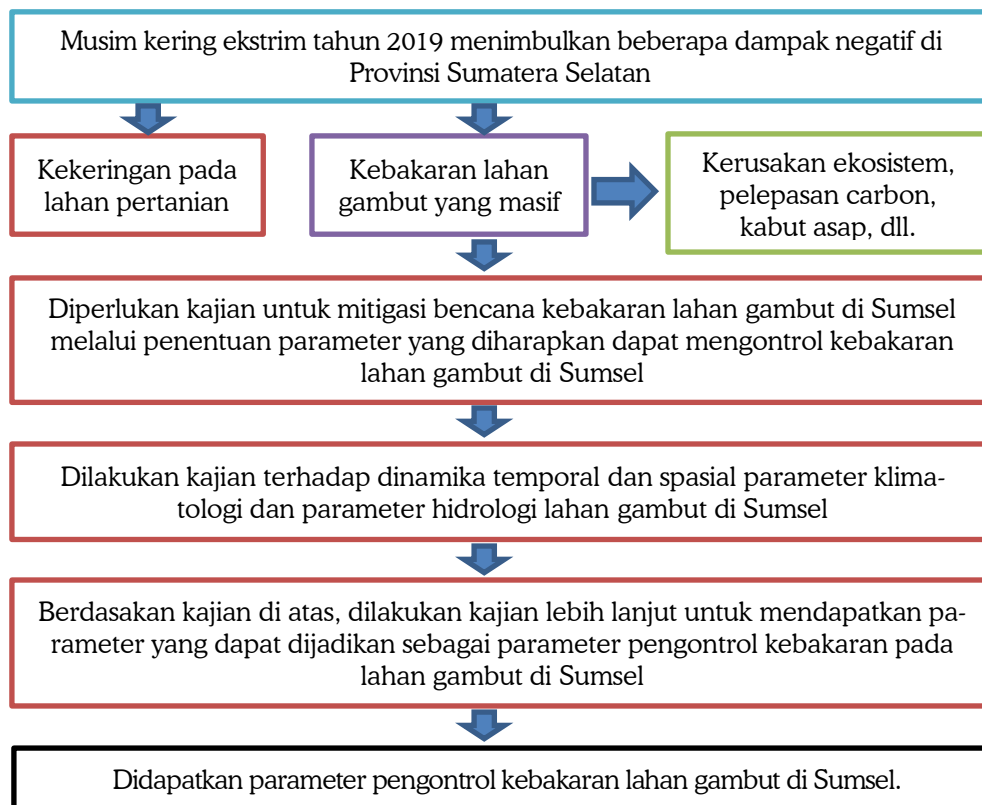 Musim kering ekstrim tahun 2019 menimbulkan beberapa dampak negatif di
Provinsi Sumatera Selatan
Kekeringan pada
lahan pertanian
Kebakaran lahan
gambut yang masif
Kerusakan ekosistem,
pelepasan carbon,
kabut asap, dll.
Diperlukan kajian untuk mitigasi bencana kebakaran lahan gambut di Sumsel
melalui penentuan parameter yang diharapkan dapat mengontrol kebakaran
lahan gambut di Sumsel
Dilakukan kajian terhadap dinamika temporal dan spasial parameter klima-
tologi dan parameter hidrologi lahan gambut di Sumsel
Berdasakan kajian di atas, dilakukan kajian lebih lanjut untuk mendapatkan pa-
rameter yang dapat dijadikan sebagai parameter pengontrol kebakaran pada
lahan gambut di Sumsel
Didapatkan parameter pengontrol kebakaran lahan gambut di Sumsel.